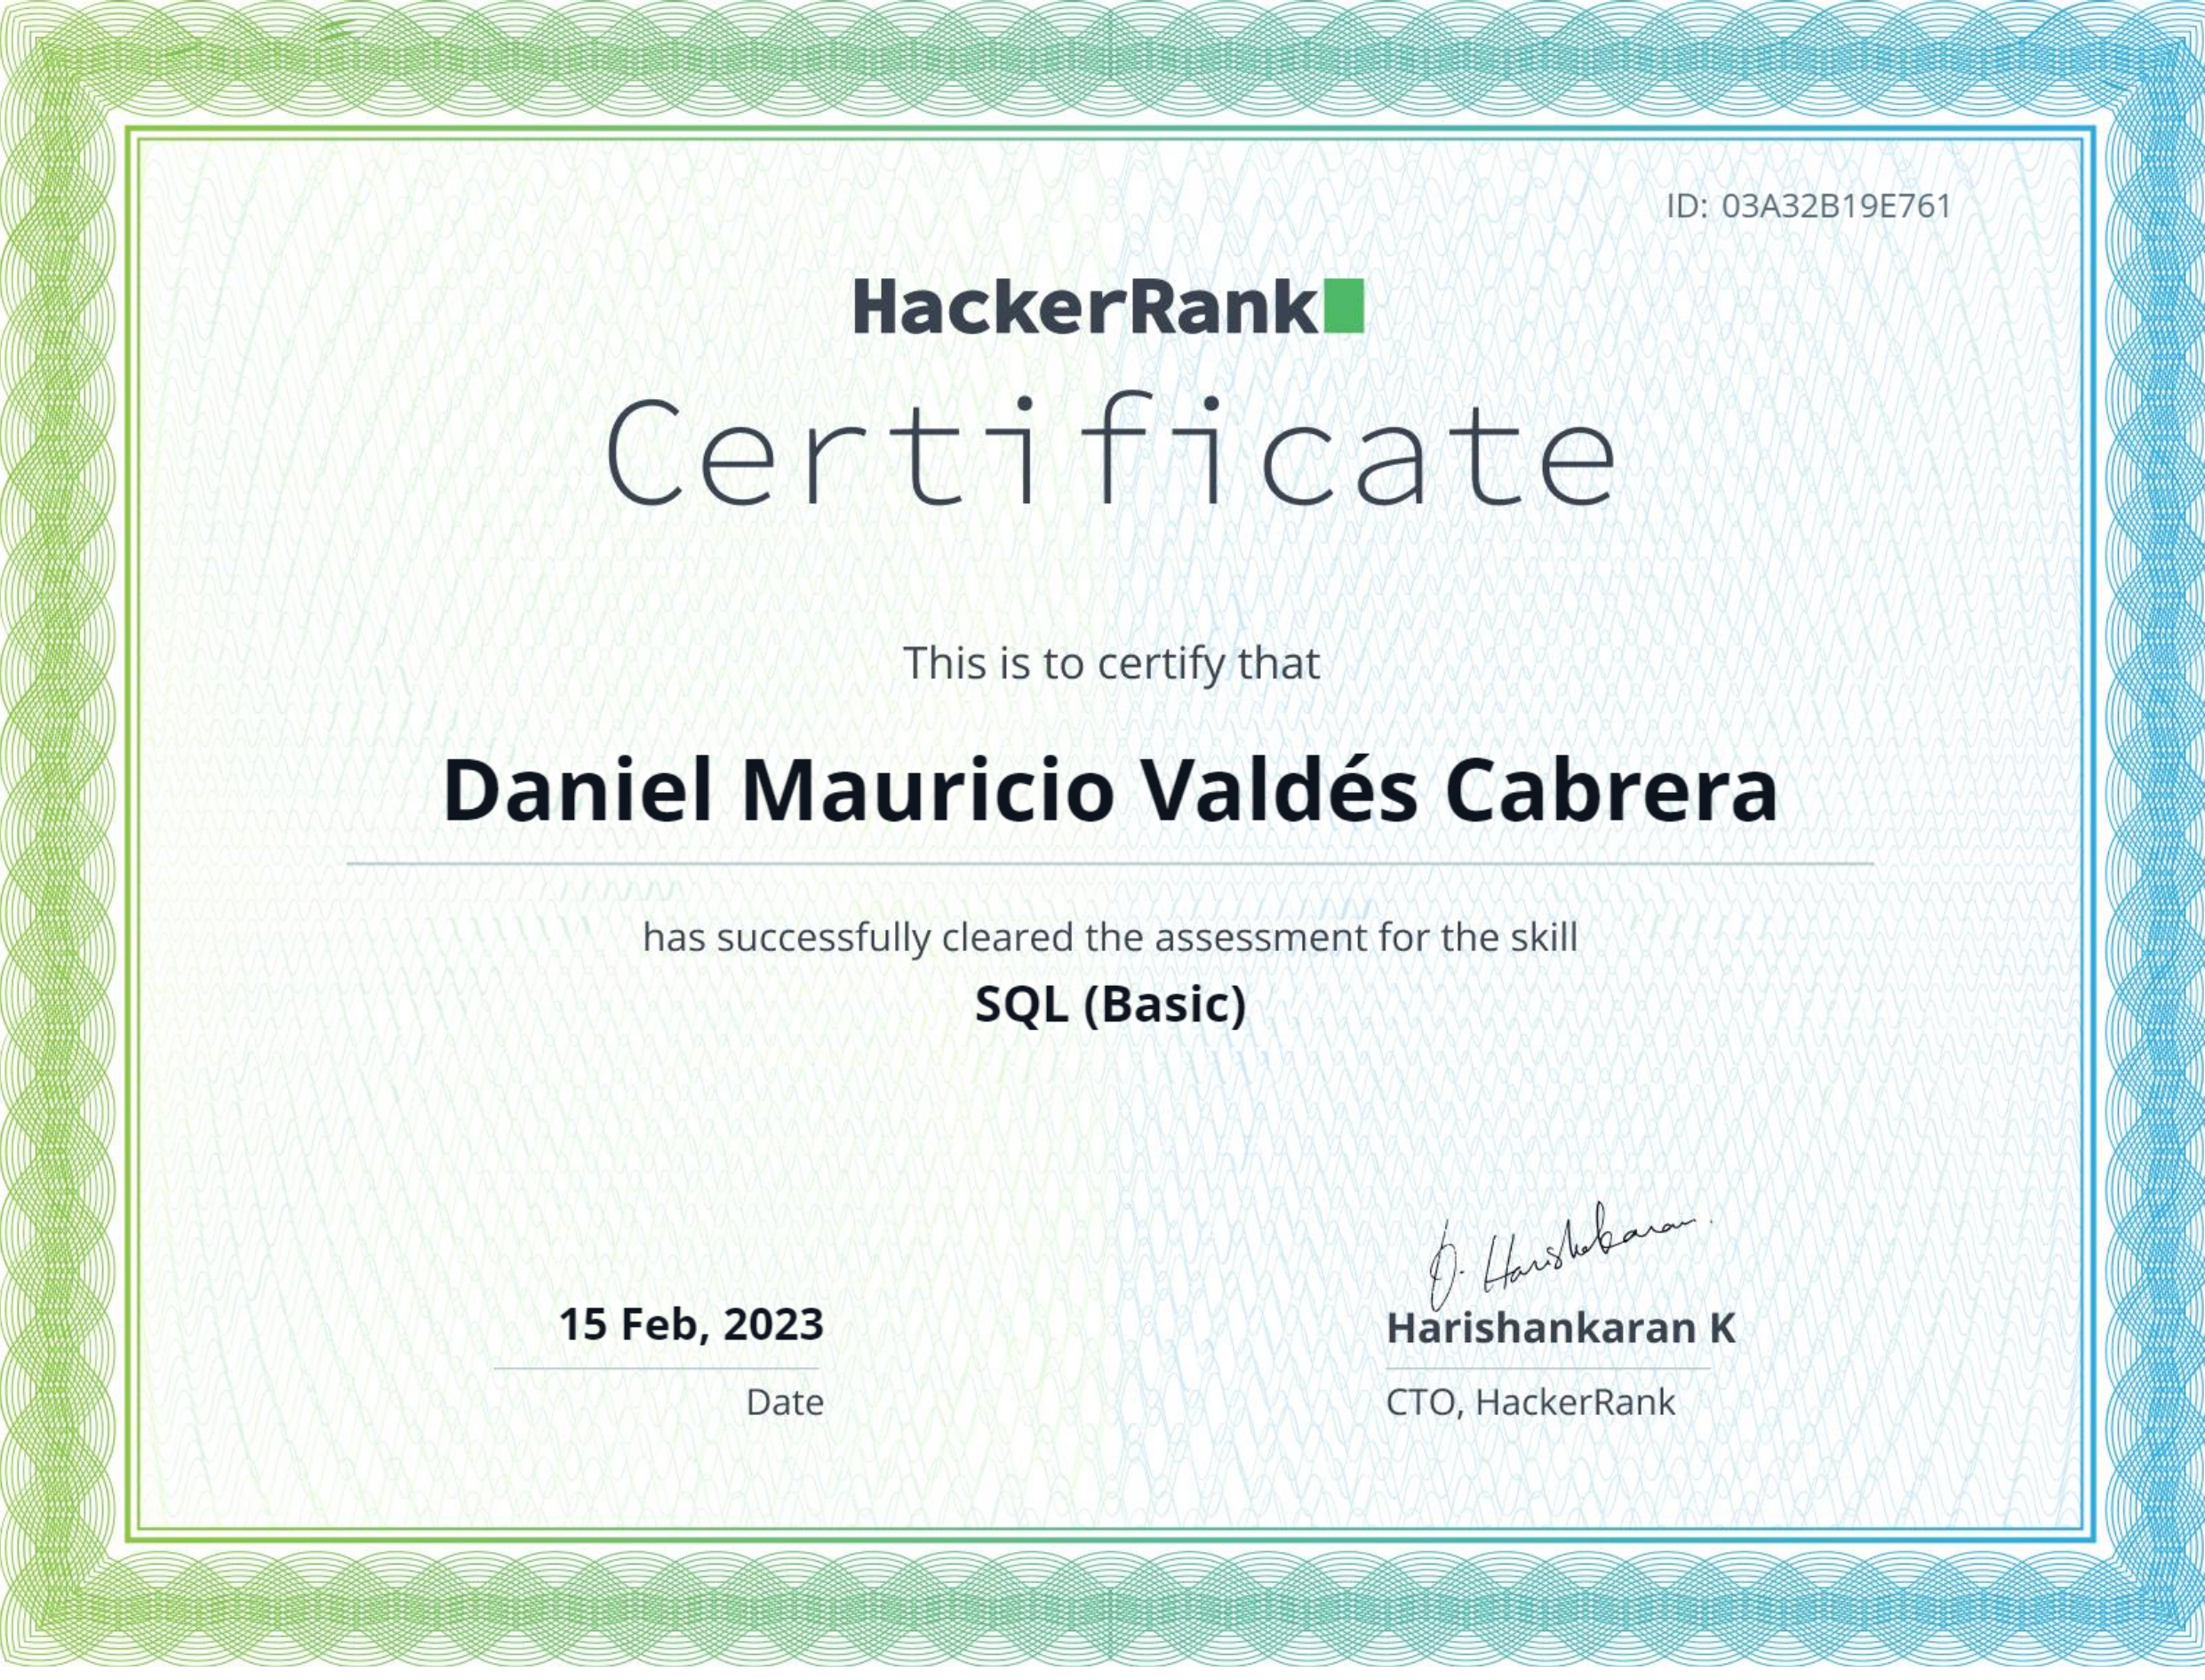 ID: 03A32B19E761
HackerRank
Certificate
This is to certify that
Daniel Mauricio Valdés Cabrera
has successfully cleared the assessment for the skill
SQL (Basic)
D. Harishankaran
15 Feb, 2023
Harishankaran K
Date
CTO, HackerRank